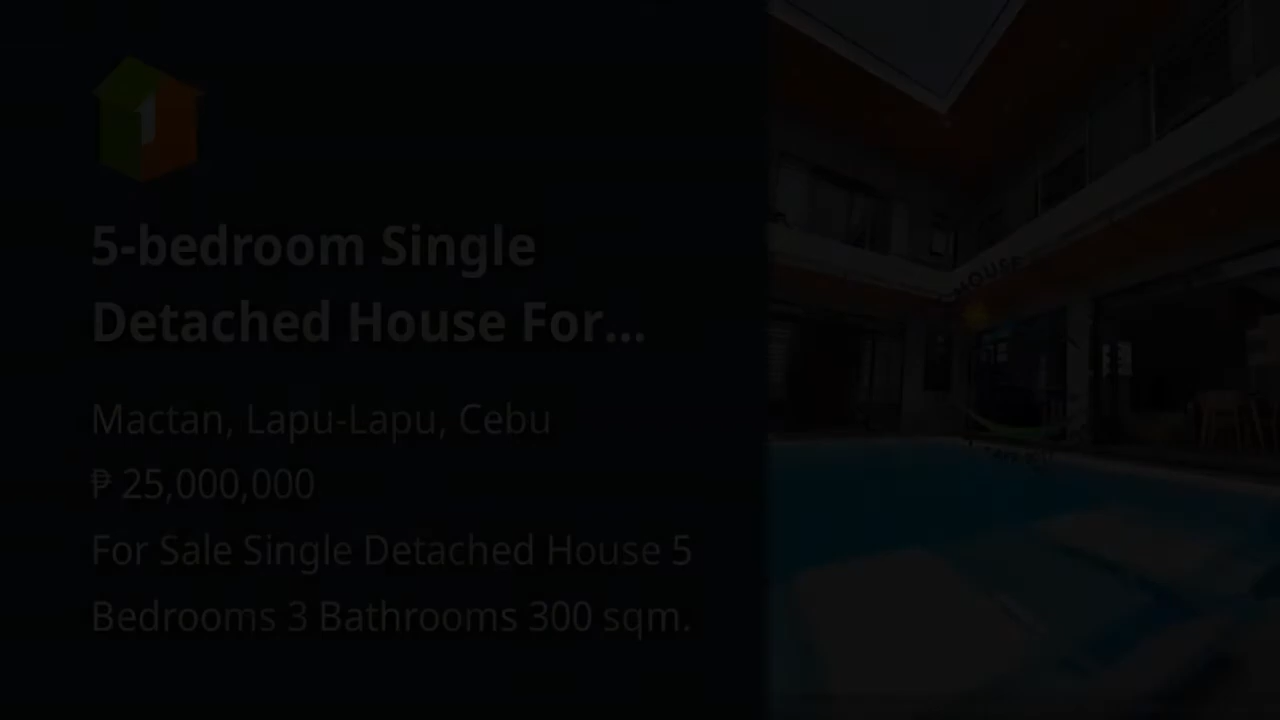 5-bedroom Single
Detached House For...
Mactan, Lapu-Lapu, Cebu
₱ 25,000,000
For Sale Single Detached House 5
Bedrooms 3 Bathrooms 300 sqm.
HOUSE